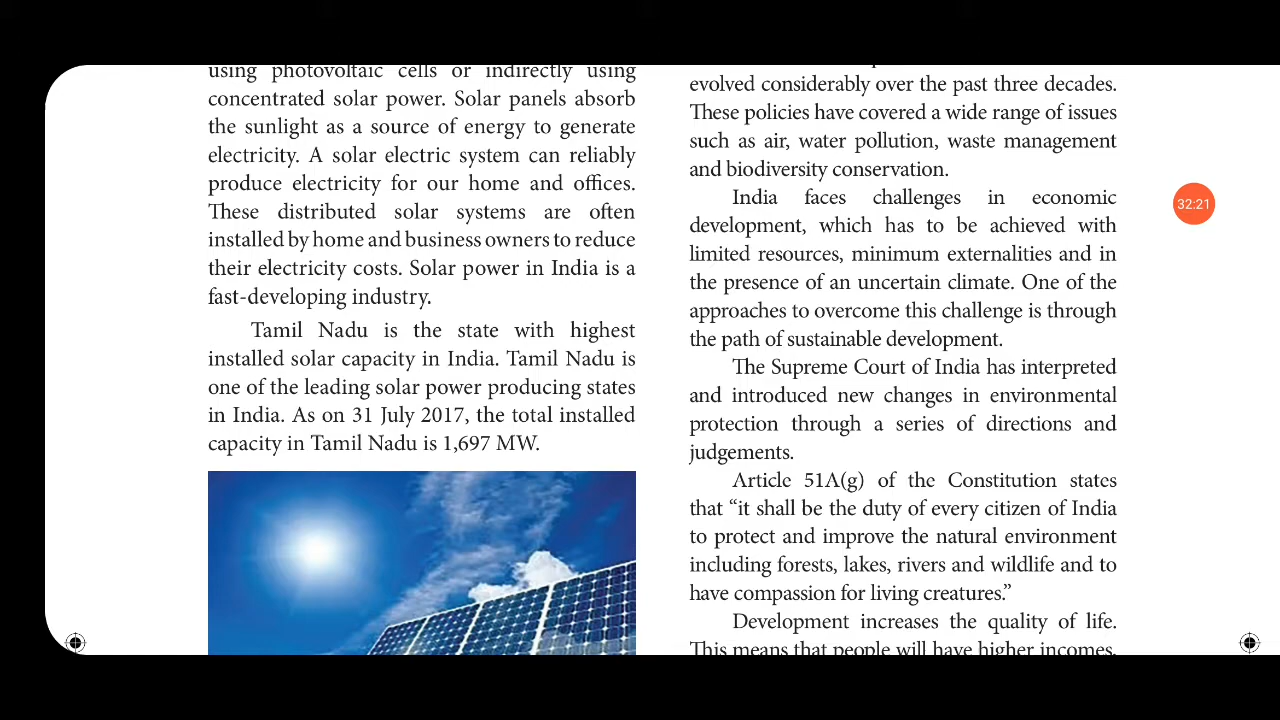 using photovoltaic cells or indirectly using
concentrated solar power. Solar panels absorb
the sunlight as a source of energy to generate
electricity. A solar electric system can reliably
produce electricity for our home and offices.
These distributed solar systems are often
installed by home and business owners to reduce
their electricity costs. Solar power in India is a
fast-developing industry.
Tamil Nadu is the state with highest
installed solar capacity in India. Tamil Nadu is
one of the leading solar power producing states
in India. As on 31 July 2017, the total installed
capacity in Tamil Nadu is 1,697 MW.
evolved considerably over the past three decades.
These policies have covered a wide range of issues
such as air, water pollution, waste management
and biodiversity conservation.
India faces challenges in economic
development, which has to be achieved with
limited resources, minimum externalities and in
the presence of an uncertain climate. One of the
approaches to overcome this challenge is through
the path of sustainable development.
The Supreme Court of India has interpreted
and introduced new changes in environmental
protection through a series of directions and
judgements.
Article 51A(g) of the Constitution states
that “it shall be the duty of every citizen of India
to protect and improve the natural environment
including forests, lakes, rivers and wildlife and to
have compassion for living creatures.”
Development increases the quality of life.
This means that people will have higher incomes,
32:21